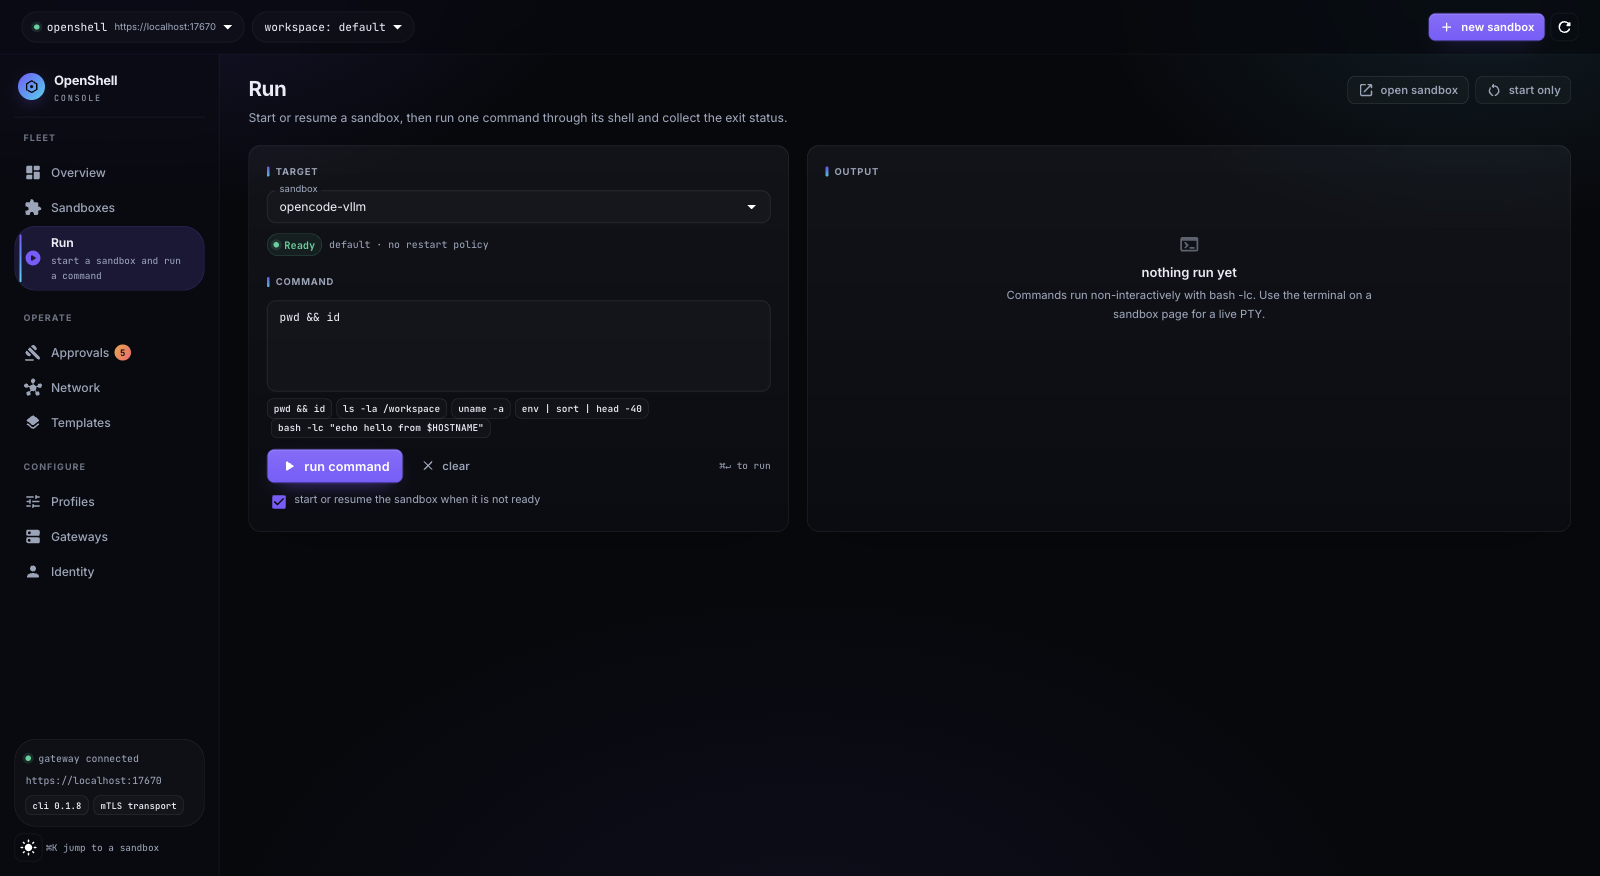 openshell https://localhost:17670
workspace: default
new sandbox
OpenShell
CONSOLE
FLEET
Overview
Sandboxes
Run
start a sandbox and run
a command
OPERATE
Approvals 5
Network
Templates
CONFIGURE
Profiles
Gateways
Identity
gateway connected
https://localhost:17670
cli 0.1.8 mTLS transport
⌘K jump to a sandbox
Run
Start or resume a sandbox, then run one command through its shell and collect the exit status.
open sandbox
start only
TARGET
sandbox
opencode-vllm
Ready default · no restart policy
COMMAND
pwd && id
pwd && id ls -la /workspace uname -a env | sort | head -40
bash -lc "echo hello from $HOSTNAME"
run command clear ⌘↵ to run
start or resume the sandbox when it is not ready
OUTPUT
nothing run yet
Commands run non-interactively with bash -lc. Use the terminal on a
sandbox page for a live PTY.